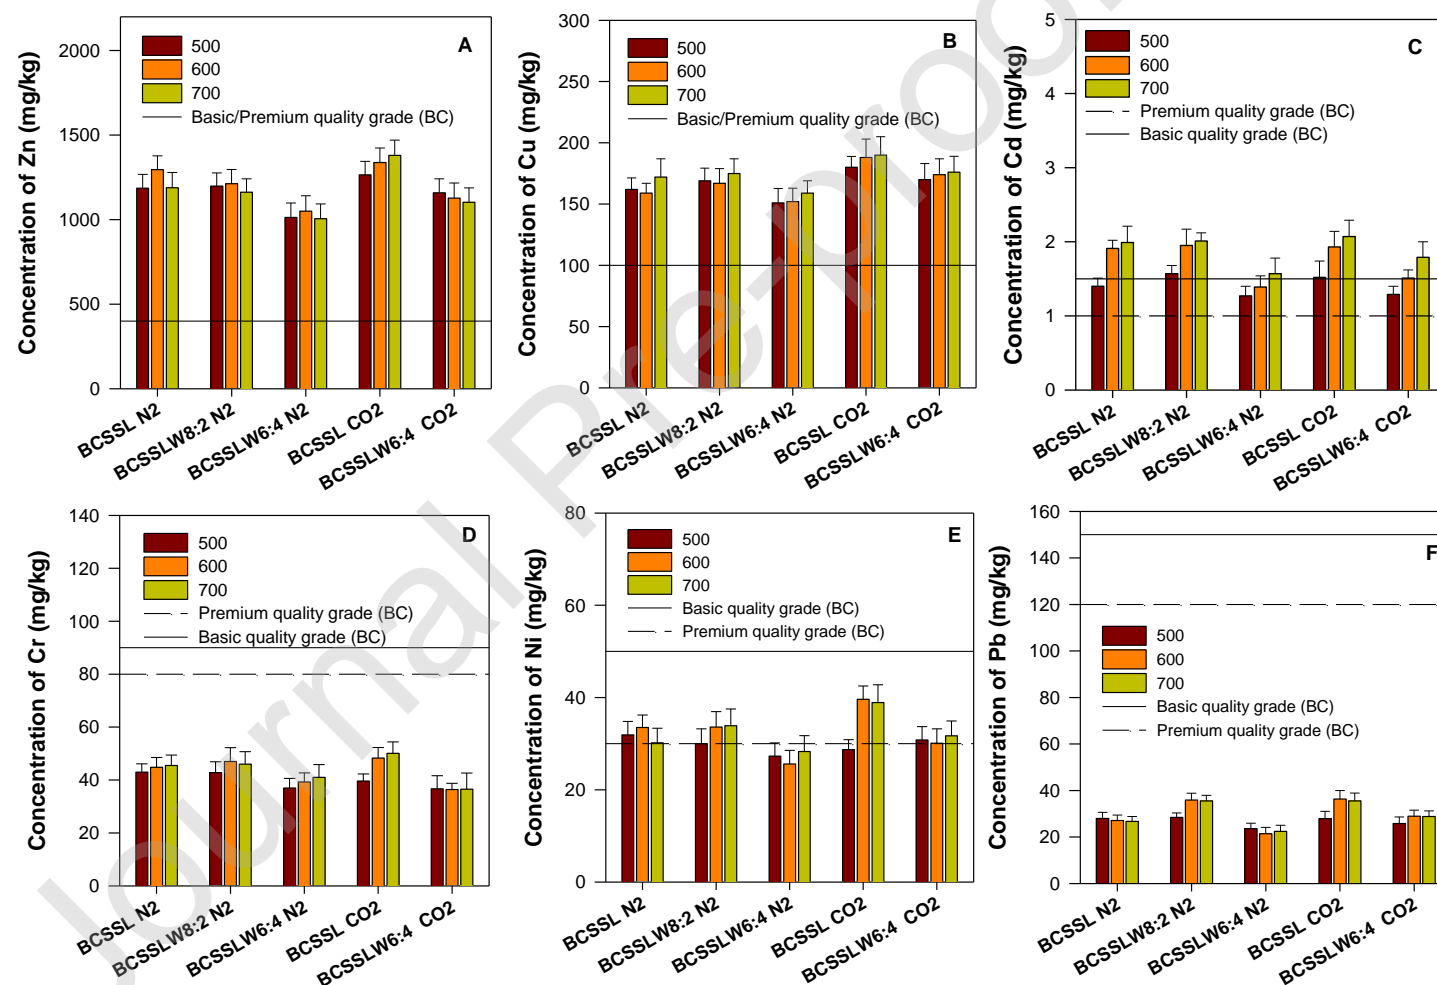 A
Concentration of Zn (mg/kg)
2000
1500
1000
500
0
500
600
700
Basic/Premium quality grade (BC)
BCSSL N2
BCSSLW8:2 N2
BCSSLW6:4 N2
BCSSL CO2
BCSSLW6:4 CO2
B
Concentration of Cu (mg/kg)
300
250
200
150
100
50
0
500
600
700
Basic/Premium quality grade (BC)
BCSSL N2
BCSSLW8:2 N2
BCSSLW6:4 N2
BCSSL CO2
BCSSLW6:4 CO2
C
Concentration of Cd (mg/kg)
5
4
3
2
1
0
500
600
700
Premium quality grade (BC)
Basic quality grade (BC)
BCSSL N2
BCSSLW8:2 N2
BCSSLW6:4 N2
BCSSL CO2
BCSSLW6:4 CO2
D
Concentration of Cr (mg/kg)
140
120
100
80
60
40
20
0
500
600
700
Premium quality grade (BC)
Basic quality grade (BC)
BCSSL N2
BCSSLW8:2 N2
BCSSLW6:4 N2
BCSSL CO2
BCSSLW6:4 CO2
E
Concentration of Ni (mg/kg)
80
60
40
20
0
500
600
700
Basic quality grade (BC)
Premium quality grade (BC)
BCSSL N2
BCSSLW8:2 N2
BCSSLW6:4 N2
BCSSL CO2
BCSSLW6:4 CO2
F
Concentration of Pb (mg/kg)
160
140
120
100
80
60
40
20
0
500
600
700
Basic quality grade (BC)
Premium quality grade (BC)
BCSSL N2
BCSSLW8:2 N2
BCSSLW6:4 N2
BCSSL CO2
BCSSLW6:4 CO2
Journal Pre-proo